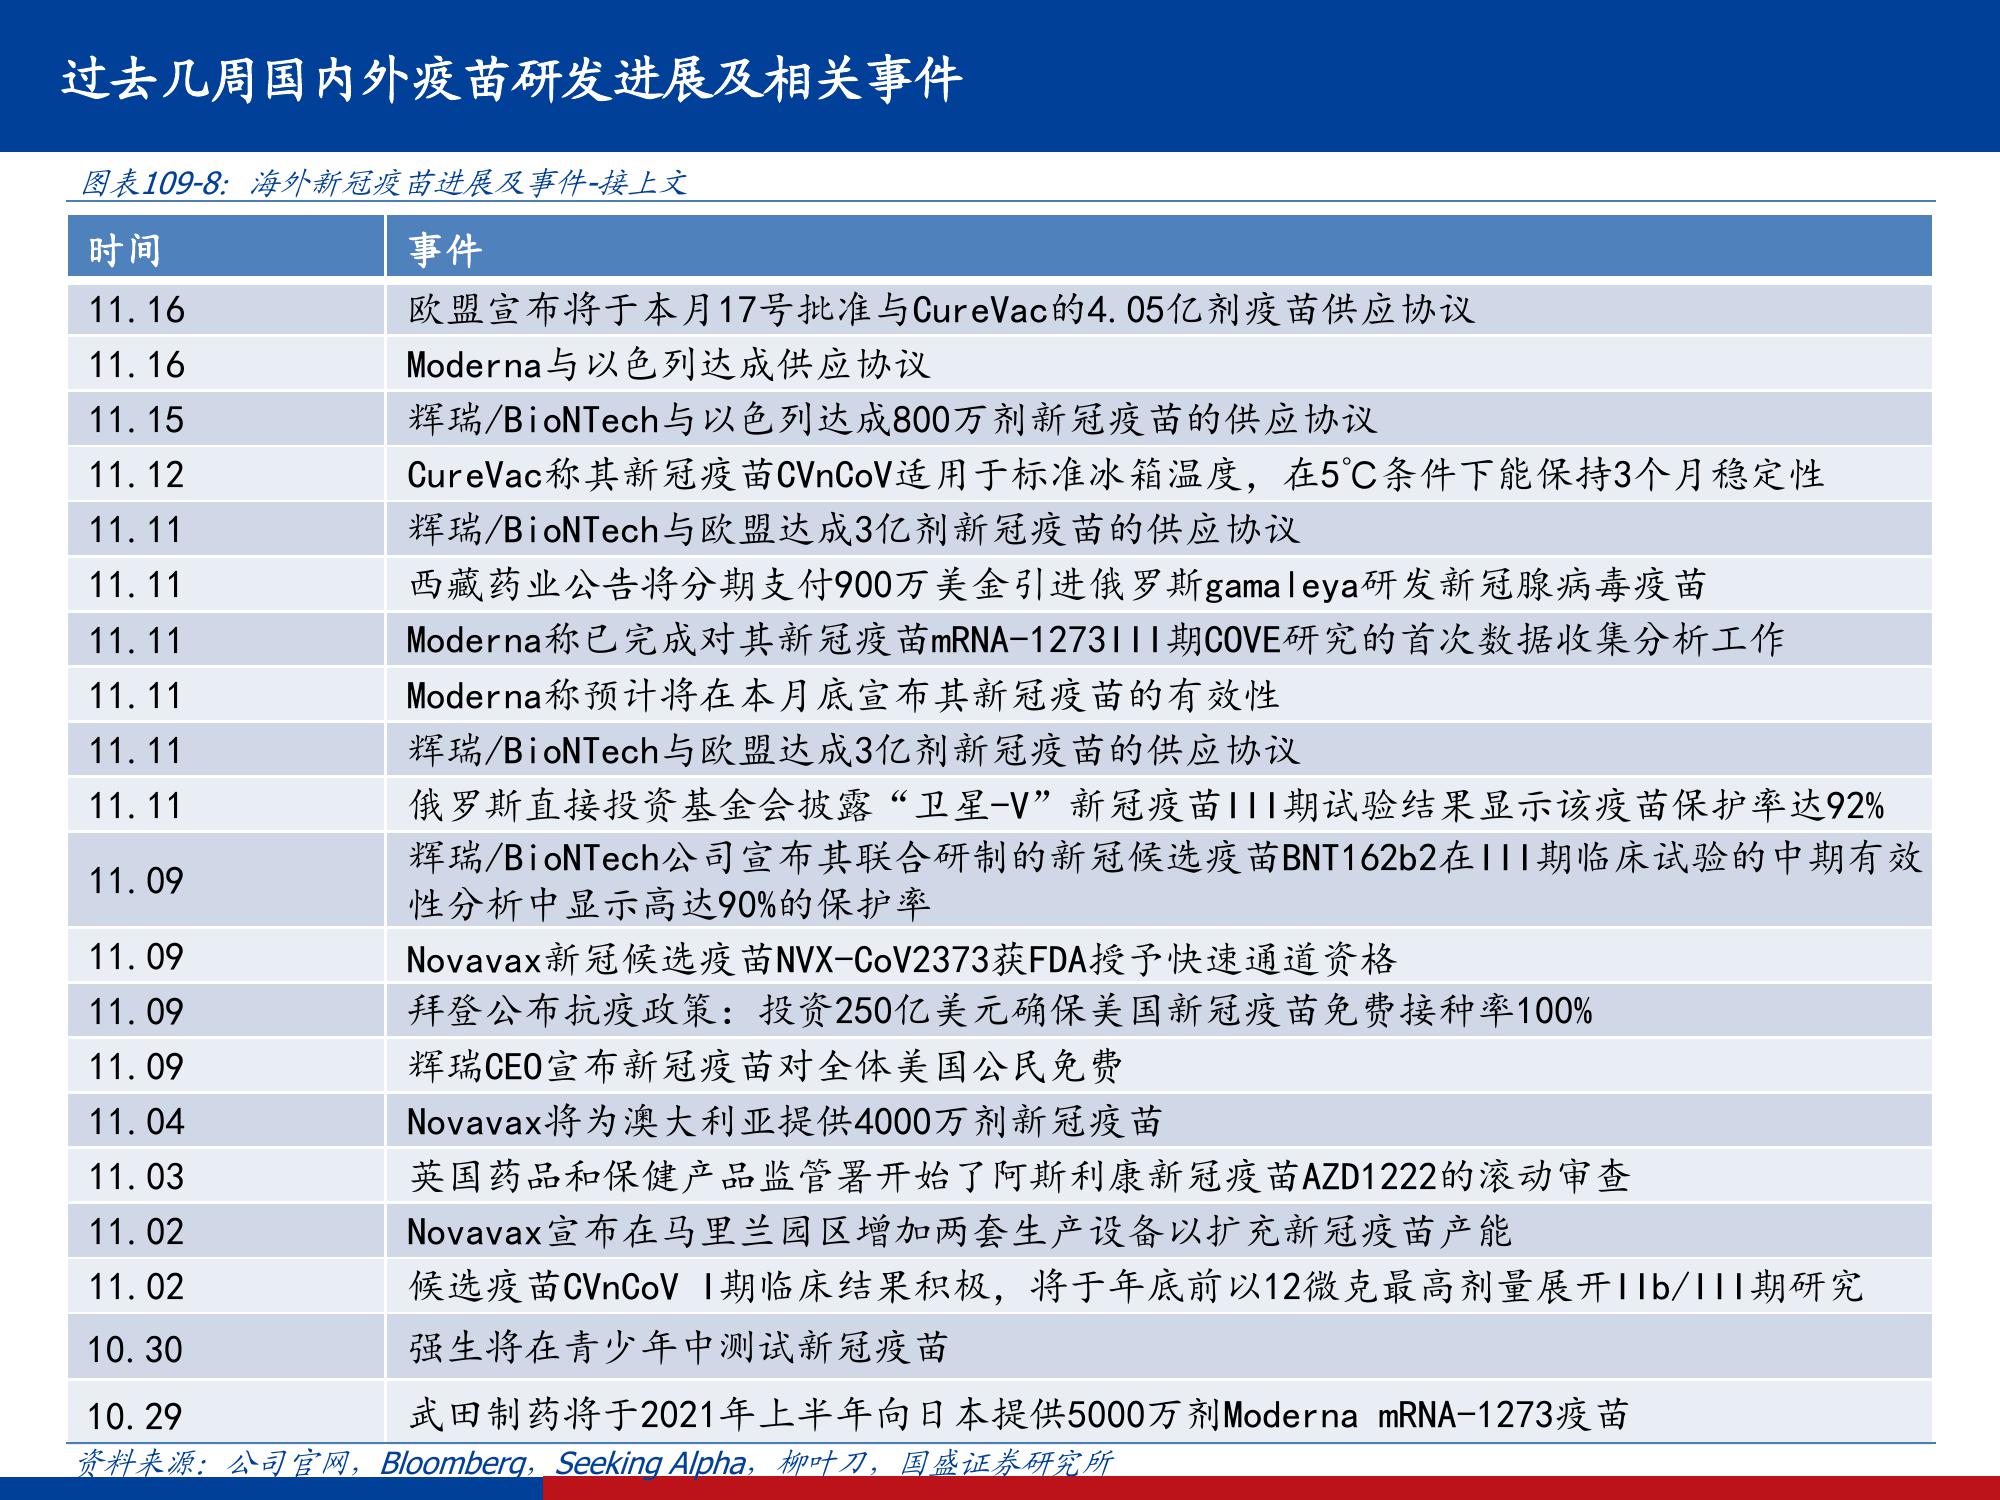 过去几周国内外疫苗研发进展及相关事件
图表109-8：海外新冠疫苗进展及事件-接上文
时间 事件
11.16 欧盟宣布将于本月17号批准与CureVac的4.05亿剂疫苗供应协议
11.16 Moderna与以色列达成供应协议
11.15 辉瑞/BioNTech与以色列达成800万剂新冠疫苗的供应协议
11.12 CureVac称其新冠疫苗CVnCoV适用于标准冰箱温度，在5℃条件下能保持3个月稳定性
11.11 辉瑞/BioNTech与欧盟达成3亿剂新冠疫苗的供应协议
11.11 西藏药业公告将分期支付900万美金引进俄罗斯gamaleya研发新冠腺病毒疫苗
11.11 Moderna称已完成对其新冠疫苗mRNA-1273III期COVE研究的首次数据收集分析工作
11.11 Moderna称预计将在本月底宣布其新冠疫苗的有效性
11.11 辉瑞/BioNTech与欧盟达成3亿剂新冠疫苗的供应协议
11.11 俄罗斯直接投资基金会披露“卫星-V”新冠疫苗III期试验结果显示该疫苗保护率达92%
11.09 辉瑞/BioNTech公司宣布其联合研制的新冠候选疫苗BNT162b2在III期临床试验的中期有效
性分析中显示高达90%的保护率
11.09 Novavax新冠候选疫苗NVX-CoV2373获FDA授予快速通道资格
11.09 拜登公布抗疫政策：投资250亿美元确保美国新冠疫苗免费接种率100%
11.09 辉瑞CEO宣布新冠疫苗对全体美国公民免费
11.04 Novavax将为澳大利亚提供4000万剂新冠疫苗
11.03 英国药品和保健产品监管署开始了阿斯利康新冠疫苗AZD1222的滚动审查
11.02 Novavax宣布在马里兰园区增加两套生产设备以扩充新冠疫苗产能
11.02 候选疫苗CVnCoV I期临床结果积极，将于年底前以12微克最高剂量展开IIb/III期研究
10.30 强生将在青少年中测试新冠疫苗
10.29 武田制药将于2021年上半年向日本提供5000万剂Moderna mRNA-1273疫苗
资料来源：公司官网，Bloomberg，Seeking Alpha，柳叶刀，国盛证券研究所